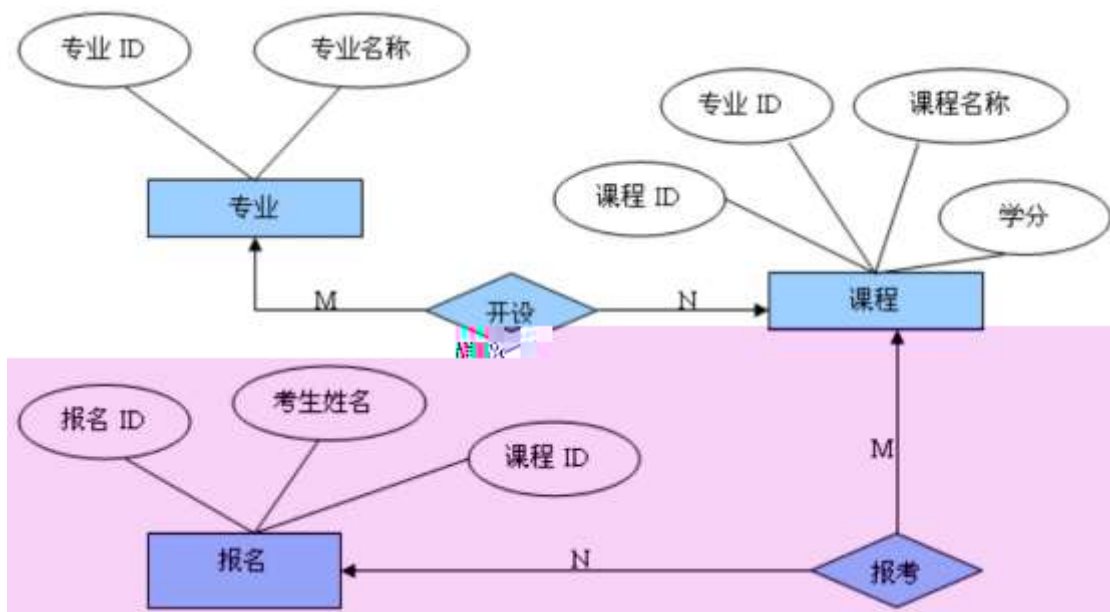 专业 ID
专业名称
专业 ID
课程名称
课程 ID
学分
专业
课程
M
开设
N
报名 ID
考生姓名
课程 ID
M
报名
N
报考